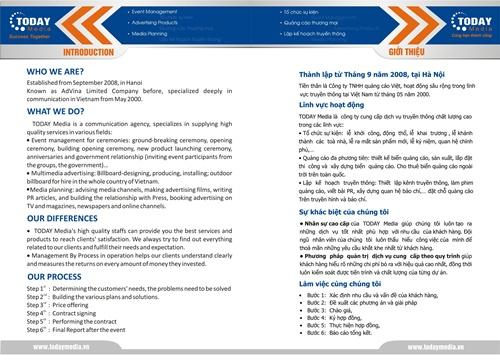 TODAY
Media
Success Together
• Event Management
• Advertising Products
• Media Planning
INTRODUCTION
WHO WE ARE?
Established from September 2008, in Hanoi
Known as AdVina Limited Company before, specialized deeply in
communication in Vietnam from May 2000.
WHAT WE DO?
TODAY Media is a communication agency, specializes in supplying high
quality services in various fields:
• Event management for ceremonies: ground-breaking ceremony, opening
ceremony, building opening ceremony, new product launching ceremony,
anniversaries and government relationship (inviting event participants from
the groups, the government)...
• Multimedia advertising: Billboard-designing, producing, installing; outdoor
billboard for hire in the whole country of Vietnam.
•Media planning: advising media channels, making advertising films, writing
PR articles, and building the relationship with Press, booking advertising on
TV and magazines, newspapers and online channels.
OUR DIFFERENCES
• TODAY Media's high quality staffs can provide you the best services and
products to reach clients' satisfaction. We always try to find out everything
related to our clients and fulfill their needs and expectation.
• Management By Process in operation helps our clients understand clearly
and measures the returns on every amount of money they invested.
OUR PROCESS
Step 1st : Determining the customers' needs, the problems need to be solved
Step 2nd : Building the various plans and solutions.
Step 3rd : Price offering
Step 4th : Contract signing
Step 5th : Performing the contract
Step 6th : Final Report after the event
www.todaymedia.vn
• Tổ chức sự kiện
• Quảng cáo thương mại
• Lập kế hoạch truyền thông
TODAY
Media
Cùng bạn thành công
GIỚI THIỆU
Thành lập từ Tháng 9 năm 2008, tại Hà Nội
Tiền thân là Công ty TNHH quảng cáo Việt, hoạt động sâu rộng trong lĩnh
vực truyền thông tại Việt Nam từ tháng 05 năm 2000.
Lĩnh vực hoạt động
TODAY Media là công ty cung cấp dịch vụ truyền thông chất lượng cao
trong các lĩnh vực:
• Tổ chức sự kiện: lễ khởi công, động thổ, lễ khai trương, lễ khánh
thành các toà nhà, lễ ra mắt sản phẩm mới, lễ kỷ niệm, quan hệ chính
phủ,...
• Quảng cáo đa phương tiện: thiết kế biển quảng cáo, sản xuất, lắp đặt
thi công và xây dựng biển quảng cáo. Cho thuê biển quảng cáo ngoài
trời trên toàn quốc.
• Lập kế hoạch truyền thông: Thiết lập kênh truyền thông, làm phim
quảng cáo, viết bài PR, xây dựng quan hệ báo chí,... đặt chỗ quảng cáo
Trên truyền hình và báo chí.
Sự khác biệt của chúng tôi
• Nhân sự cao cấp của TODAY Media giúp chúng tôi luôn tạo ra
những dịch vụ tốt nhất phù hợp với nhu cầu của khách hàng. Đội
ngũ nhân viên của chúng tôi luôn thấu hiểu công việc của mình để
thoả mãn những yêu cầu khắt khe nhất từ khách hàng.
• Phương pháp quản trị dịch vụ cung cấp theo quy trình giúp
khách hàng hiểu rõ những chi phí bỏ ra với hiệu quả cao nhất, đồng thời
luôn kiểm soát được tiến trình và chất lượng của từng dự án.
Làm việc cùng chúng tôi
• Bước 1: Xác định nhu cầu và vấn đề của khách hàng,
• Bước 2: Đề xuất các phương án và giải pháp
• Bước 3: Chào giá,
• Bước 4: Ký hợp đồng,
• Bước 5: Thực hiện hợp đồng,
• Bước 6: Báo cáo tổng kết.
www.todaymedia.vn